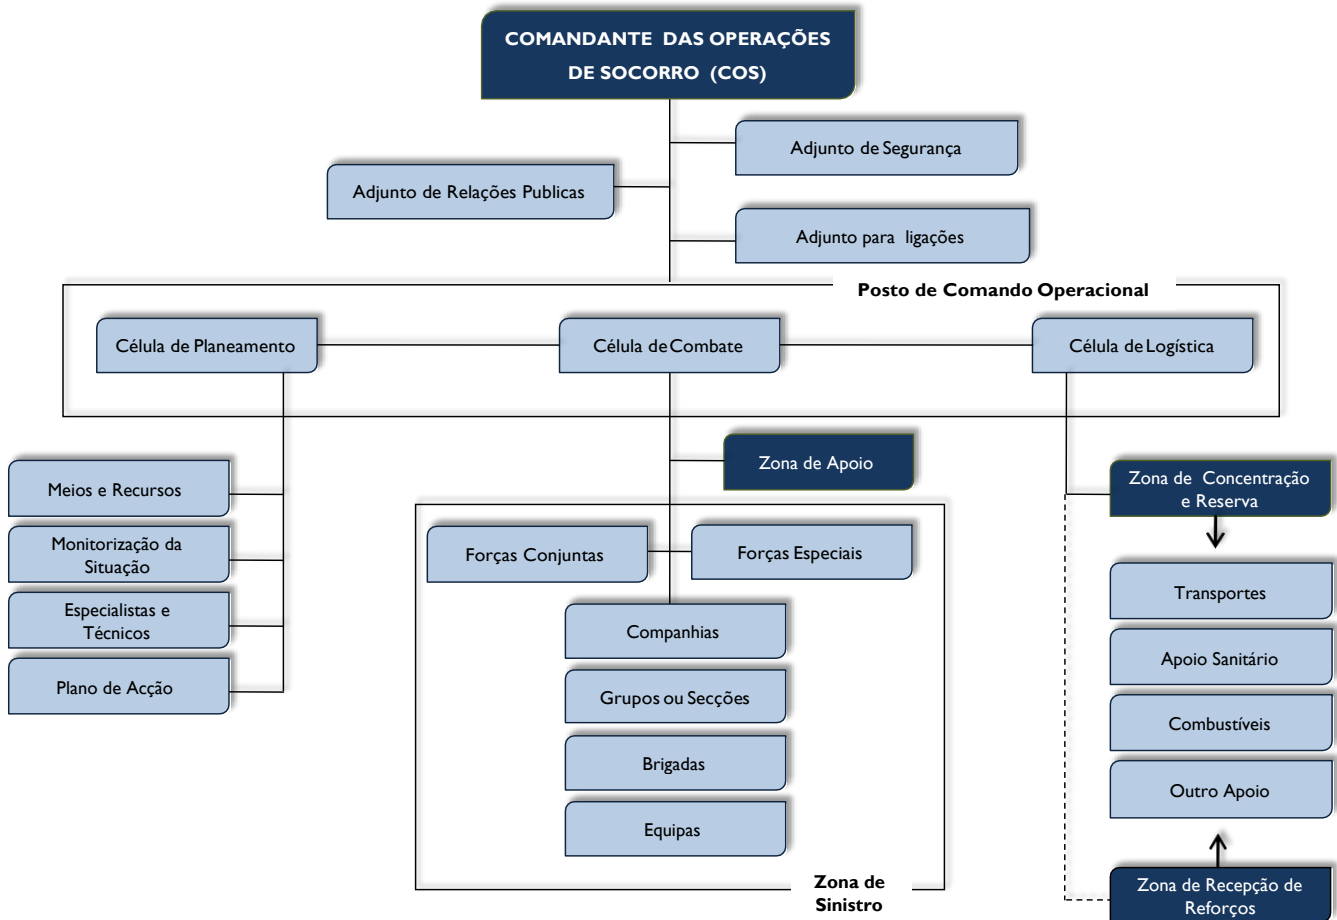 COMANDANTE DAS OPERAÇÕES
DE SOCORRO (COS)
Adjunto de Segurança
Adjunto de Relações Publicas
Adjunto para ligações
Posto de Comando Operacional
Célula de Planeamento
Célula de Combate
Célula de Logística
Zona de Apoio
Meios e Recursos
Monitorização da
Situação
Especialistas e
Técnicos
Plano de Acção
Forças Conjuntas
Forças Especiais
Companhias
Grupos ou Secções
Brigadas
Equipas
Zona de
Sinistro
Zona de Concentração
e Reserva
Transportes
Apoio Sanitário
Combustíveis
Outro Apoio
Zona de Recepção de
Reforços